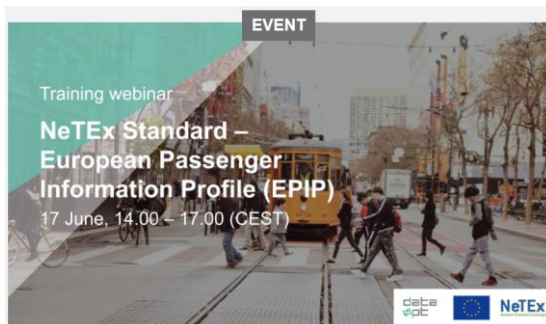 EVENT
Training webinar
NeTEx Standard –
European Passenger
Information Profile (EPIP)
17 June, 14.00 – 17.00 (CEST)
data
4pt
NeTEx